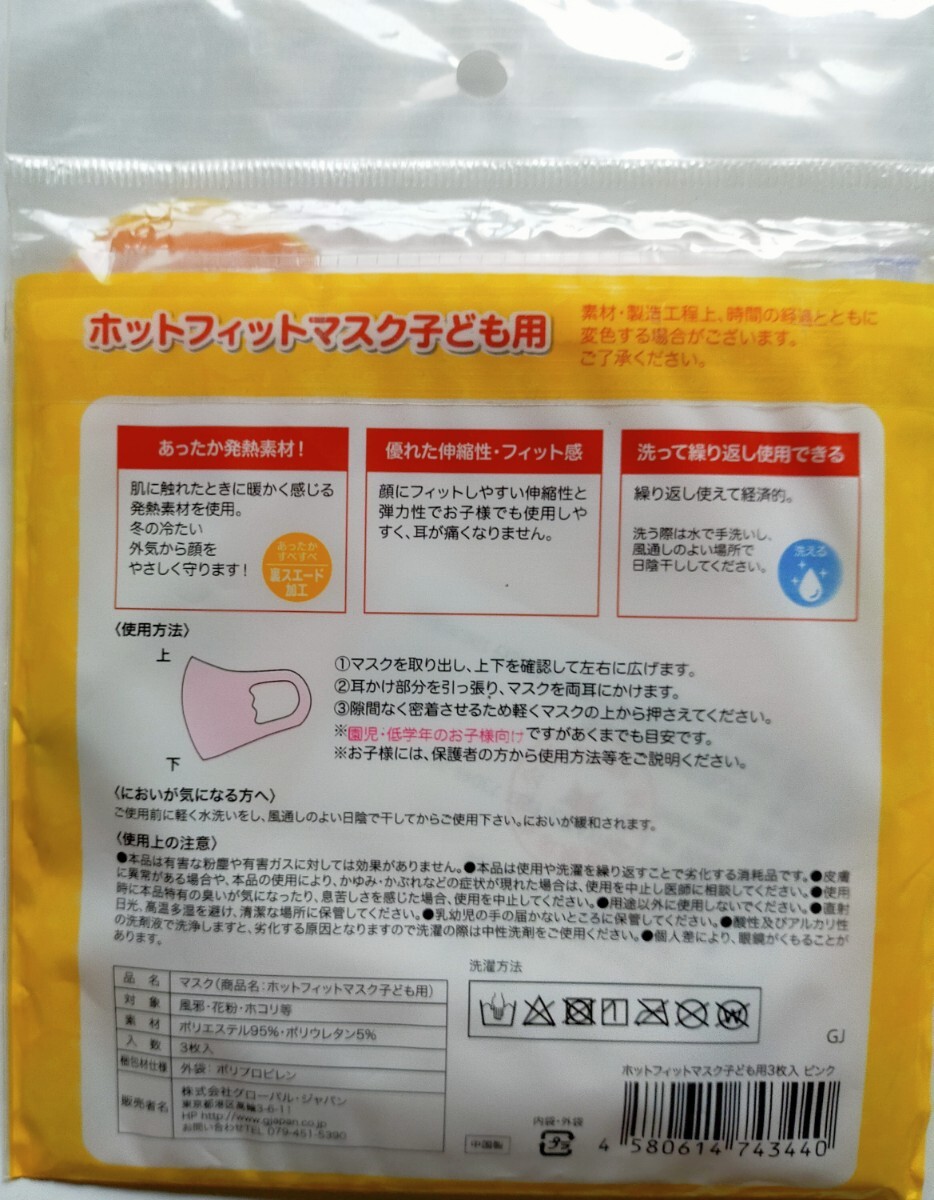 ホットフィットマスク子ども用
素材・製造工程上、時間の経過とともに
変色する場合がございます。
ご了承ください。
あったか発熱素材！
肌に触れたときに暖かく感じる
発熱素材を使用。
冬の冷たい
外気から顔を
やさしく守ります！
あったか
すべすべ
裏スエード
加工
優れた伸縮性・フィット感
顔にフィットしやすい伸縮性と
弾力性でお子様でも使用しや
すく、耳が痛くなりません。
洗って繰り返し使用できる
繰り返し使えて経済的。
洗う際は水で手洗いし、
風通しのよい場所で
日陰干ししてください。
洗える
〈使用方法〉
上
下
①マスクを取り出し、上下を確認して左右に広げます。
②耳かけ部分を引っ張り、マスクを両耳にかけます。
③隙間なく密着させるため軽くマスクの上から押さえてください。
※園児・低学年のお子様向けですがあくまでも目安です。
※お子様には、保護者の方から使用方法等をご説明ください。
〈においが気になる方へ〉
ご使用前に軽く水洗いをし、風通しのよい日陰で干してからご使用下さい。においが緩和されます。
〈使用上の注意〉
●本品は有害な粉塵や有害ガスに対しては効果がありません。●本品は使用や洗濯を繰り返すことで劣化する消耗品です。●皮膚
に異常がある場合や、本品の使用により、かゆみ・かぶれなどの症状が現れた場合は、使用を中止し医師に相談してください。●使用
時に本品特有の臭いが気になったり、息苦しさを感じた場合、使用を中止してください。●用途以外に使用しないでください。●直射
日光、高温多湿を避け、清潔な場所に保管してください。●乳幼児の手の届かないところに保管してください。●酸性及びアルカリ性
の洗剤液で洗浄しますと、劣化する原因となりますので洗濯の際は中性洗剤をご使用ください。●個人差により、眼鏡がくもることが
あります。
品名 マスク(商品名：ホットフィットマスク子ども用)
対象 風邪・花粉・ホコリ等
素材 ポリエステル95%・ポリウレタン5%
入数 3枚入
梱包材仕様 外袋：ポリプロピレン
販売者名 株式会社グローバル・ジャパン
東京都港区高輪3-6-11
HP http://www.gjapan.co.jp
お問い合わせTEL 079-451-5390
洗濯方法
W
GJ
ホットフィットマスク子ども用3枚入 ピンク
内袋・外袋
プラ
中国製
4 580614 743440